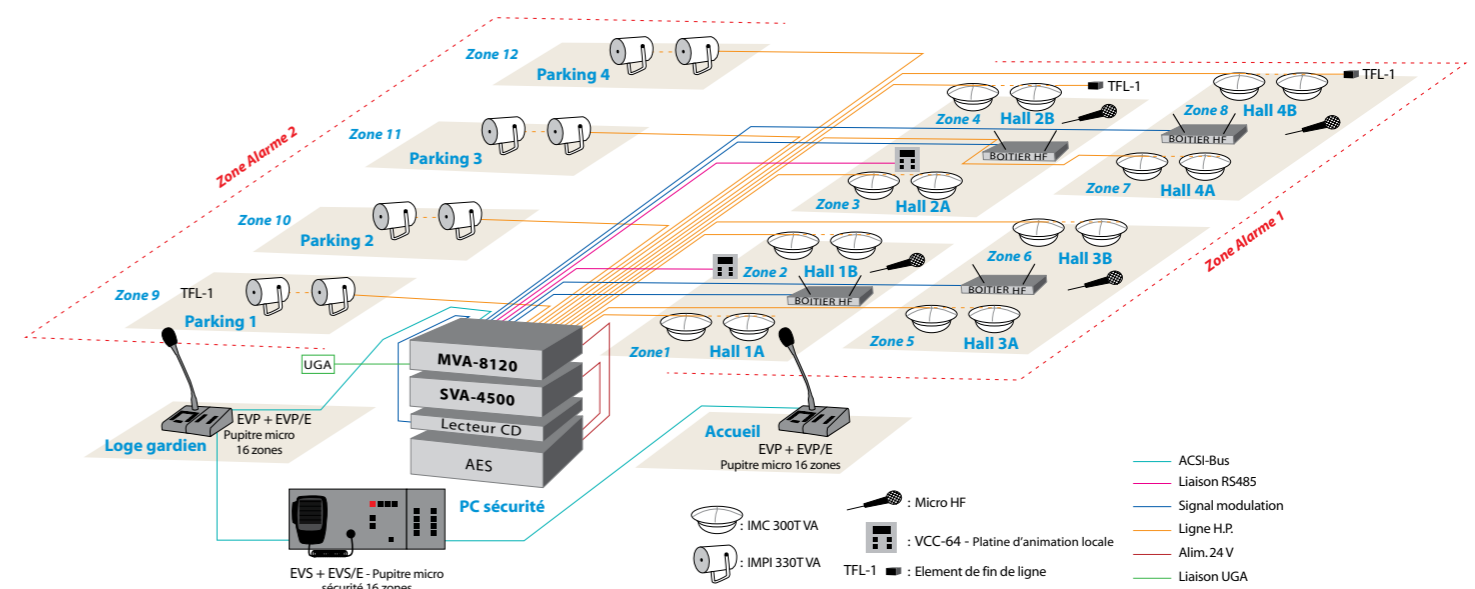 Zone 12
Parking 4
Zone Alarme 2
Zone 11
Parking 3
Zone 10
Parking 2
Zone 9
TFL-1
Parking 1
TFL-1
TFL-1
Zone 4
Hall 2B
BOITIER HF
Zone 8
Hall 4B
BOITIER HF
Zone 3
Hall 2A
Zone 7
Hall 4A
Zone Alarme 1
Zone 2
Hall 1B
BOITIER HF
Zone 6
Hall 3B
BOITIER HF
Zone1
Hall 1A
Zone 5
Hall 3A
UGA
MVA-8120
SVA-4500
Lecteur CD
AES
Loge gardien
EVP + EVP/E
Pupitre micro
16 zones
Accueil
EVP + EVP/E
Pupitre micro 16 zones
PC sécurité
EVS + EVS/E - Pupitre micro
sécurité 16 zones
: IMC 300T VA
: IMPI 330T VA
: Micro HF
: VCC-64 - Platine d'animation locale
TFL-1 : Element de fin de ligne
ACSI-Bus
Liaison RS485
Signal modulation
Ligne H.P.
Alim. 24 V
Liaison UGA